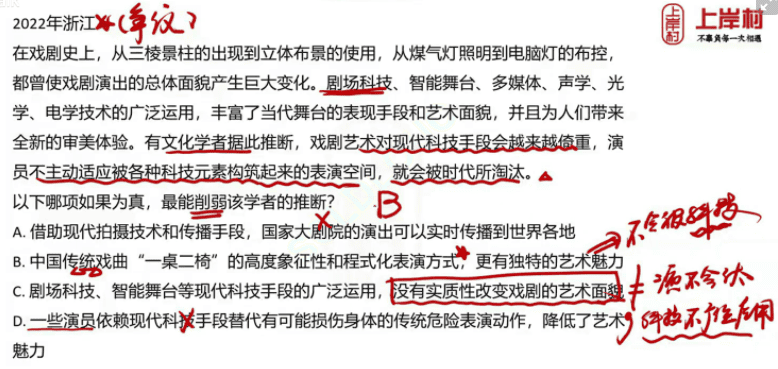 2022年浙江 (争议)
上岸村 上岸村
不辜负每一次相遇
在戏剧史上，从三棱景柱的出现到立体布景的使用，从煤气灯照明到电脑灯的布控，
都曾使戏剧演出的总体面貌产生巨大变化。剧场科技、智能舞台、多媒体、声学、光
学、电学技术的广泛运用，丰富了当代舞台的表现手段和艺术面貌，并且为人们带来
全新的审美体验。有文化学者据此推断，戏剧艺术对现代科技手段会越来越倚重，演
员不主动适应被各种科技元素构筑起来的表演空间，就会被时代所淘汰。
以下哪项如果为真，最能削弱该学者的推断？ B
A. 借助现代拍摄技术和传播手段，国家大剧院的演出可以实时传播到世界各地
不会很科技
B. 中国传统戏曲“一桌二椅”的高度象征性和程式化表演方式，更有独特的艺术魅力
C. 剧场科技、智能舞台等现代科技手段的广泛运用，没有实质性改变戏剧的艺术面貌
≠演不会伏
D. 一些演员依赖现代科技手段替代有可能损伤身体的传统危险表演动作，降低了艺术
魅力